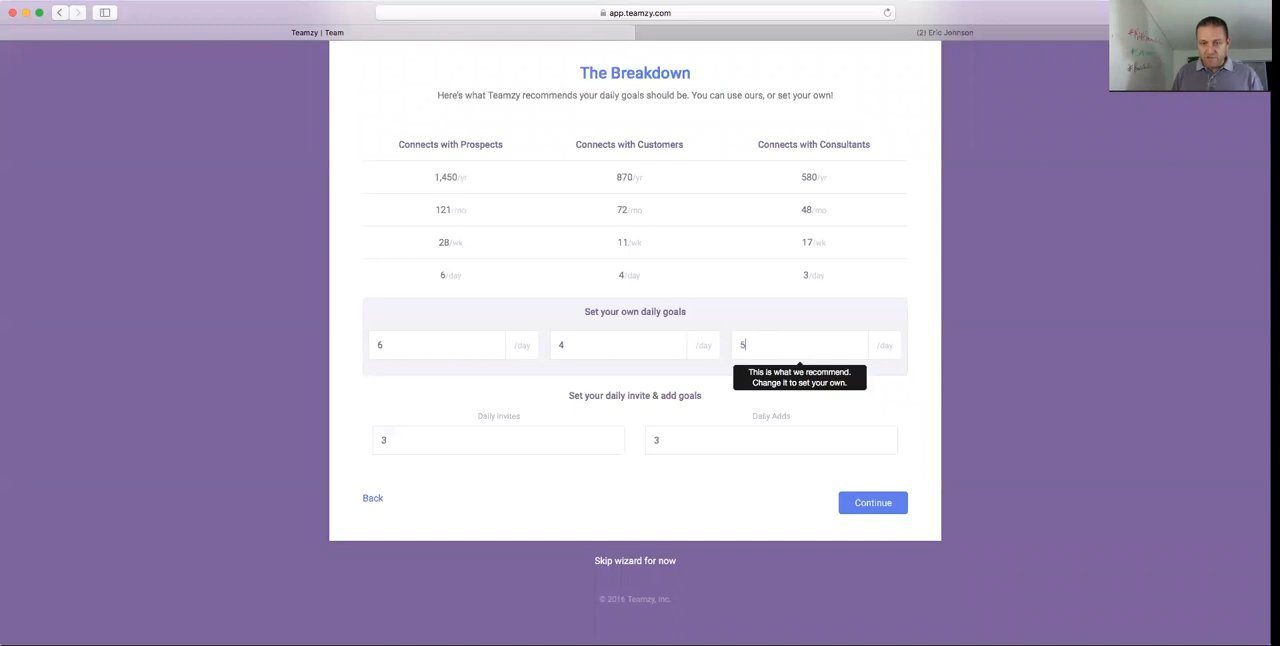 app.teamzy.com
Teamzy | Team
(2) Eric Johnson
The Breakdown
Here's what Teamzy recommends your daily goals should be. You can use ours, or set your own!
Connects with Prospects Connects with Customers Connects with Consultants
1,450/yr 870/yr 580/yr
121/mo 72/mo 48/mo
28/wk 11/wk 17/wk
6/day 4/day 3/day
Set your own daily goals
6 /day 4 /day 5 /day
This is what we recommend.
Change it to set your own.
Set your daily invite & add goals
Daily Invites Daily Adds
3 3
Back Continue
Skip wizard for now
© 2016 Teamzy, Inc.